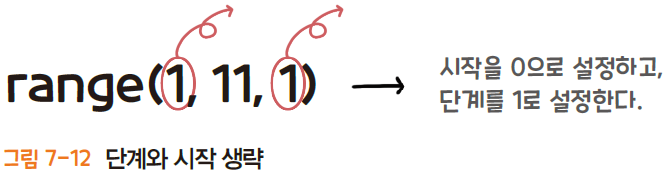 range(1, 11, 1)
시작을 0으로 설정하고,
단계를 1로 설정한다.
그림 7-12 단계와 시작 생략